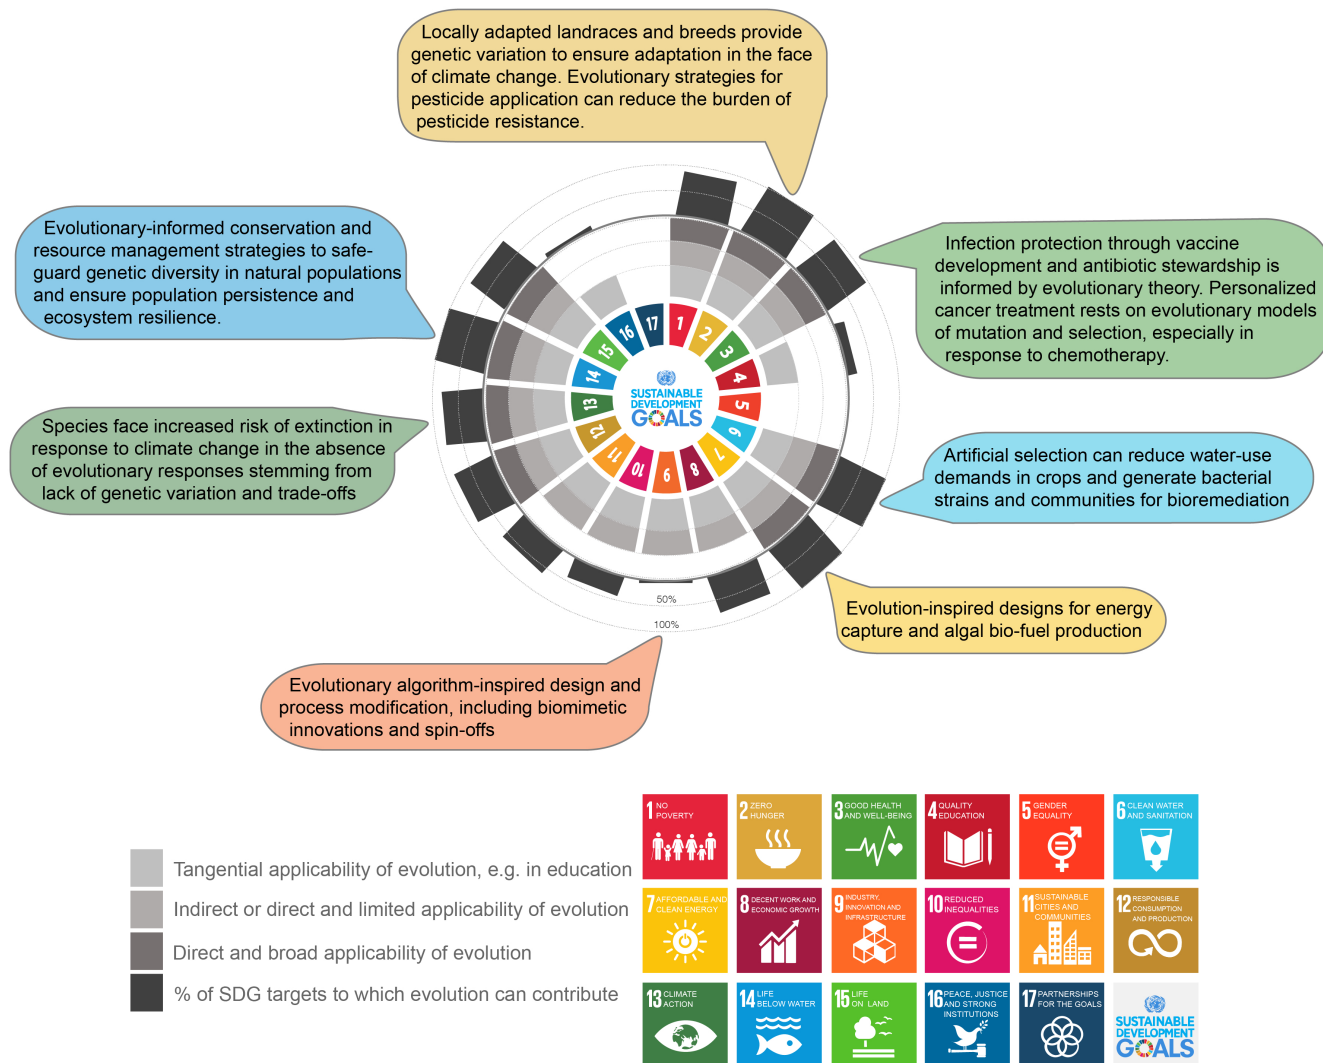 Locally adapted landraces and breeds provide
genetic variation to ensure adaptation in the face
of climate change. Evolutionary strategies for
pesticide application can reduce the burden of
pesticide resistance.
Evolutionary-informed conservation and
resource management strategies to safe-
guard genetic diversity in natural populations
and ensure population persistence and
ecosystem resilience.
Infection protection through vaccine
development and antibiotic stewardship is
informed by evolutionary theory. Personalized
cancer treatment rests on evolutionary models
of mutation and selection, especially in
response to chemotherapy.
Species face increased risk of extinction in
response to climate change in the absence
of evolutionary responses stemming from
lack of genetic variation and trade-offs
Artificial selection can reduce water-use
demands in crops and generate bacterial
strains and communities for bioremediation
Evolution-inspired designs for energy
capture and algal bio-fuel production
Evolutionary algorithm-inspired design and
process modification, including biomimetic
innovations and spin-offs
1
2
3
4
5
6
7
8
9
10
11
12
13
14
15
16
17
SUSTAINABLE
DEVELOPMENT
GOALS
50%
100%
Tangential applicability of evolution, e.g. in education
Indirect or direct and limited applicability of evolution
Direct and broad applicability of evolution
% of SDG targets to which evolution can contribute
1 NO
POVERTY
2 ZERO
HUNGER
3 GOOD HEALTH
AND WELL-BEING
4 QUALITY
EDUCATION
5 GENDER
EQUALITY
6 CLEAN WATER
AND SANITATION
7 AFFORDABLE AND
CLEAN ENERGY
8 DECENT WORK AND
ECONOMIC GROWTH
9 INDUSTRY,
INNOVATION AND
INFRASTRUCTURE
10 REDUCED
INEQUALITIES
11 SUSTAINABLE
CITIES AND
COMMUNITIES
12 RESPONSIBLE
CONSUMPTION
AND PRODUCTION
13 CLIMATE
ACTION
14 LIFE
BELOW WATER
15 LIFE
ON LAND
16 PEACE, JUSTICE
AND STRONG
INSTITUTIONS
17 PARTNERSHIPS
FOR THE GOALS
SUSTAINABLE
DEVELOPMENT
GOALS